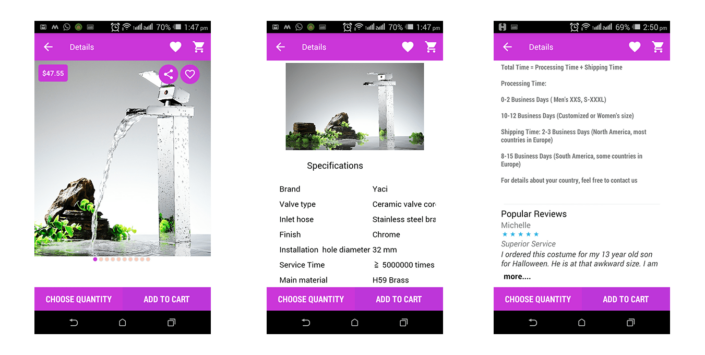 70% 1:47 pm
Details
$47.55
CHOOSE QUANTITY ADD TO CART
70% 1:47 pm
Details
Specifications
Brand Yaci
Valve type Ceramic valve cor
Inlet hose Stainless steel bra
Finish Chrome
Installation hole diameter 32 mm
Service Time ≧ 5000000 times
Main material H59 Brass
CHOOSE QUANTITY ADD TO CART
69% 2:50 pm
Details
Total Time = Processing Time + Shipping Time
Processing Time:
0-2 Business Days ( Men's XXS, S-XXXL)
10-12 Business Days (Customized or Women's size)
Shipping Time: 2-3 Business Days (North America, most
countries in Europe)
8-15 Business Days (South America, some countries in
Europe)
For details about your country, feel free to contact us
Popular Reviews
Michelle
Superior Service
I ordered this costume for my 13 year old son
for Halloween. He is at that awkward size. I am
more....
CHOOSE QUANTITY ADD TO CART